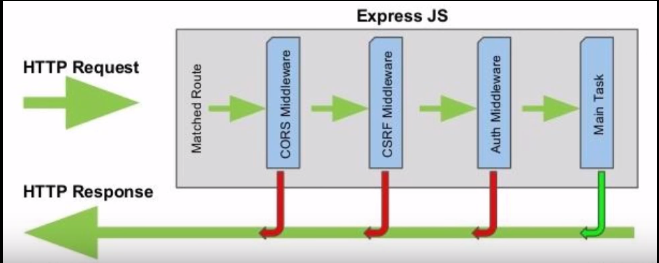 Express JS
HTTP Request
Matched Route
CORS Middleware
CSRF Middleware
Auth Middleware
Main Task
HTTP Response